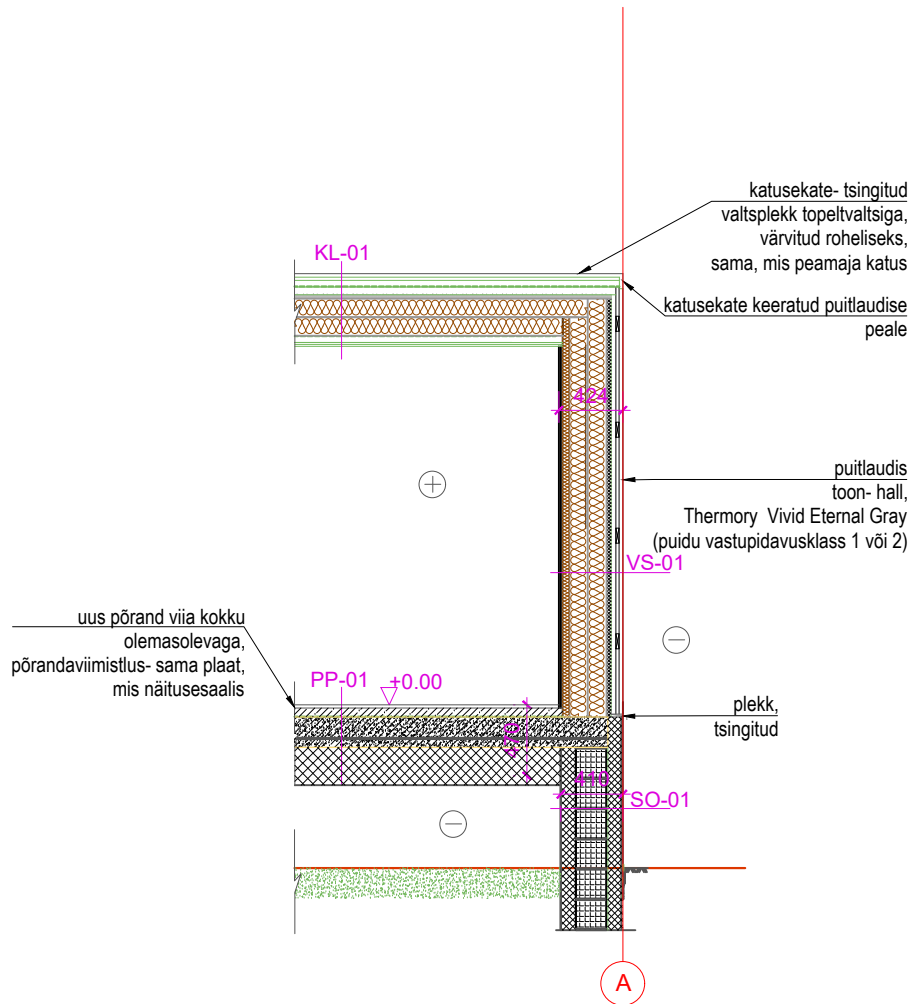 katusekate- tsingitud
valtsplekk topeltvaltsiga,
värvitud roheliseks,
sama, mis peamaja katus
KL-01
katusekate keeratud puitlaudise
peale
424
puitlaudis
toon- hall,
Thermory Vivid Eternal Gray
(puidu vastupidavusklass 1 või 2)
VS-01
uus põrand viia kokku
olemasolevaga,
põrandaviimistlus- sama plaat,
mis näitusesaalis
PP-01
+0.00
plekk,
tsingitud
470
410
SO-01
A